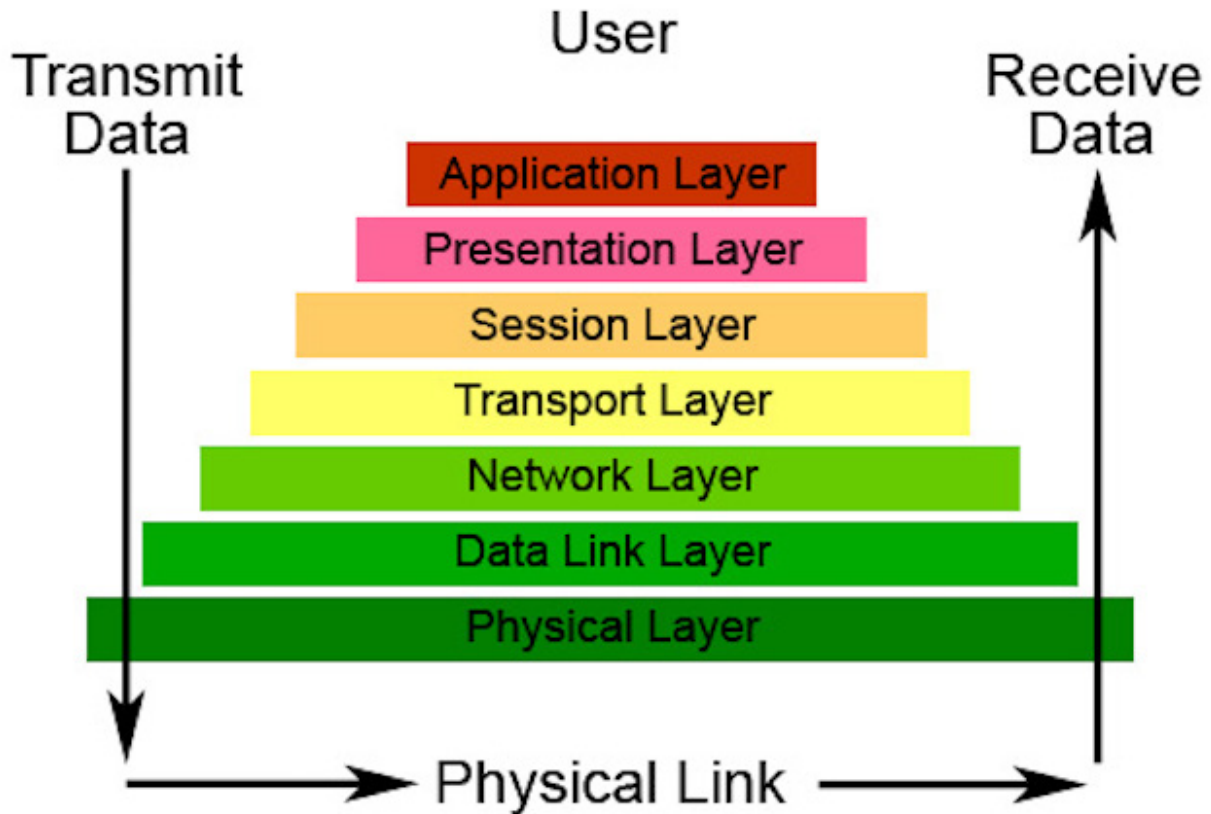 User
Transmit
Data
Receive
Data
Application Layer
Presentation Layer
Session Layer
Transport Layer
Network Layer
Data Link Layer
Physical Layer
Physical Link